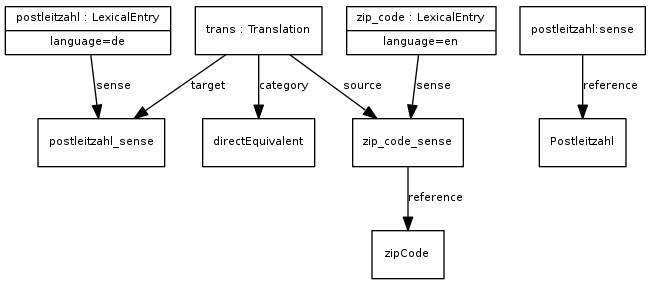 postleitzahl : LexicalEntry
language=de
trans : Translation
zip_code : LexicalEntry
language=en
postleitzahl:sense
sense
target
category
source
sense
reference
postleitzahl_sense
directEquivalent
zip_code_sense
Postleitzahl
reference
zipCode